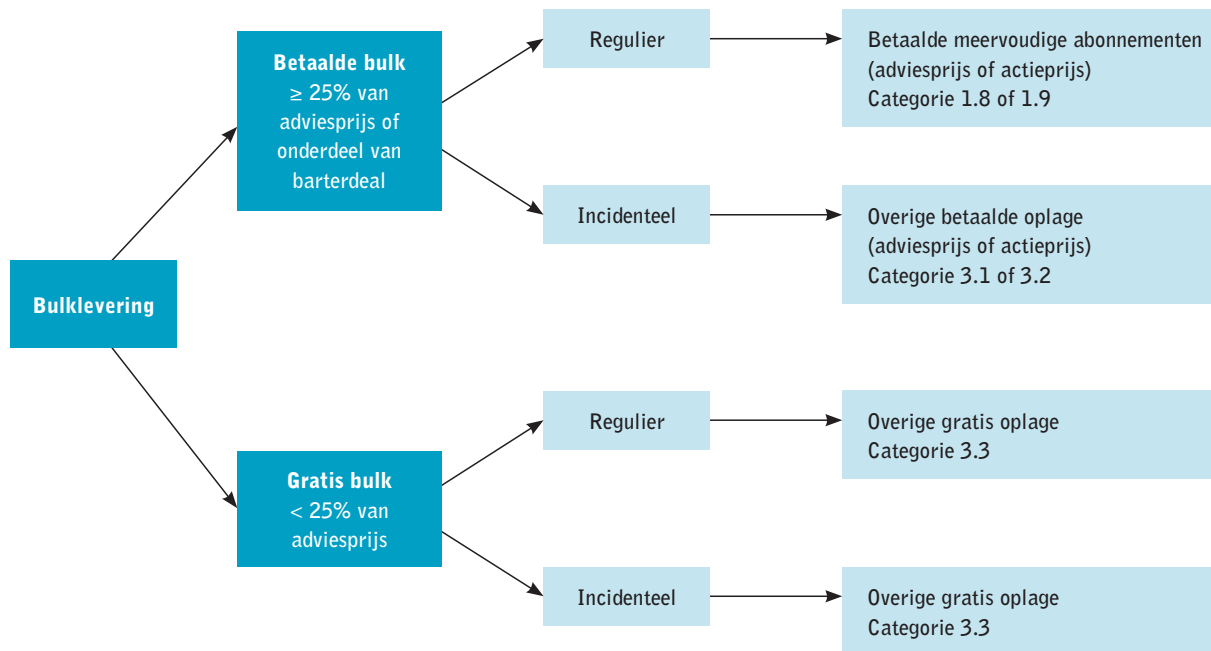 Bulklevering
Betaalde bulk
≥ 25% van
adviesprijs of
onderdeel van
barterdeal
Regulier
Betaalde meervoudige abonnementen
(adviesprijs of actieprijs)
Categorie 1.8 of 1.9
Incidenteel
Overige betaalde oplage
(adviesprijs of actieprijs)
Categorie 3.1 of 3.2
Gratis bulk
< 25% van
adviesprijs
Regulier
Overige gratis oplage
Categorie 3.3
Incidenteel
Overige gratis oplage
Categorie 3.3